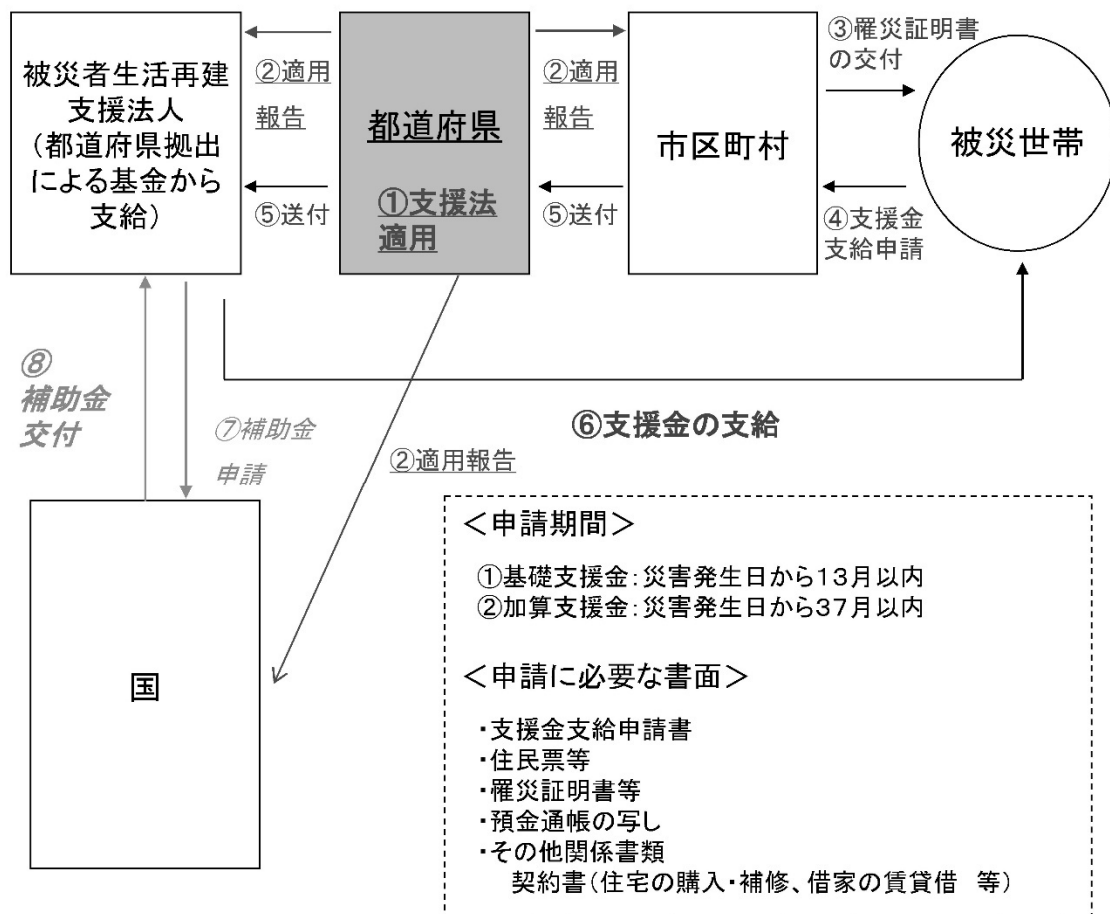 被災者生活再建
支援法人
（都道府県拠出
による基金から
支給）
②適用
報告
⑤送付
都道府県
①支援法
適用
②適用
報告
⑤送付
市区町村
③罹災証明書
の交付
④支援金
支給申請
被災世帯
⑧
補助金
交付
⑦補助金
申請
②適用報告
⑥支援金の支給
国
＜申請期間＞
①基礎支援金：災害発生日から13月以内
②加算支援金：災害発生日から37月以内
＜申請に必要な書面＞
・支援金支給申請書
・住民票等
・罹災証明書等
・預金通帳の写し
・その他関係書類
契約書（住宅の購入・補修、借家の賃貸借　等）